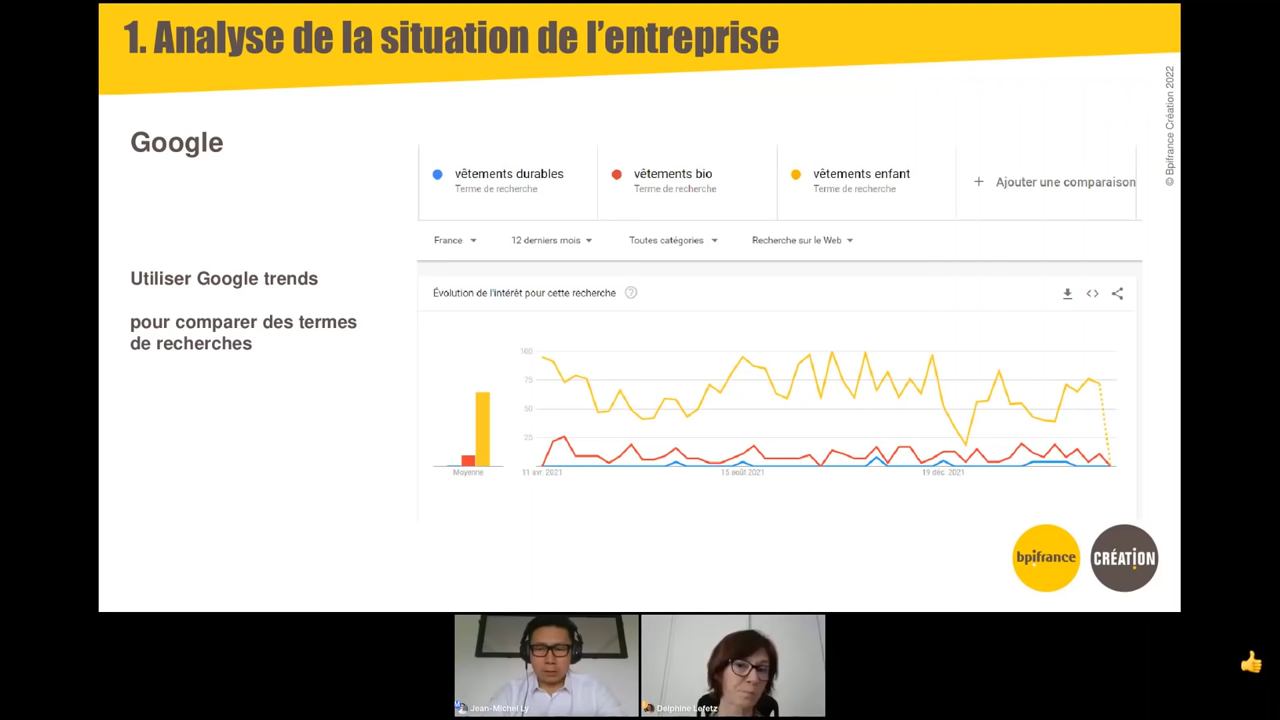 1. Analyse de la situation de l'entreprise
© Bpifrance Création 2022
Google
Utiliser Google trends
pour comparer des termes
de recherches
vêtements durables
Terme de recherche
vêtements bio
Terme de recherche
vêtements enfant
Terme de recherche
+ Ajouter une comparaison
France
12 derniers mois
Toutes catégories
Recherche sur le Web
Évolution de l'intérêt pour cette recherche
?
100
75
50
25
Moyenne
11 avr. 2021
15 août 2021
19 déc. 2021
bpifrance
CRÉATION
Jean-Michel Ly
Delphine Lefetz